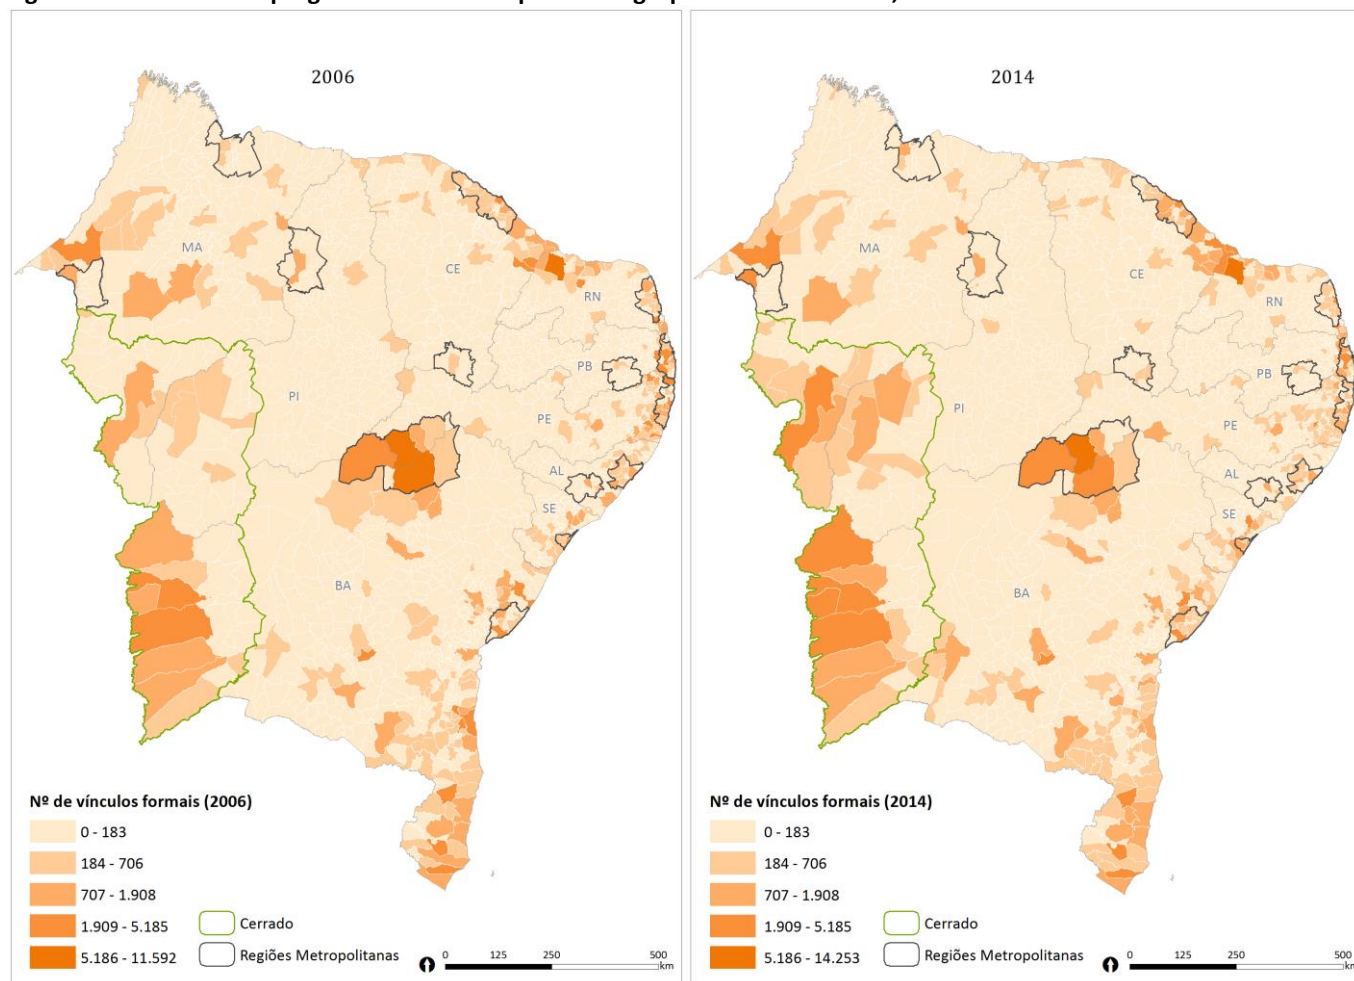 2006
MA
CE
RN
PB
PI
PE
AL
SE
BA
Nº de vínculos formais (2006)
0 - 183
184 - 706
707 - 1.908
1.909 - 5.185
5.186 - 11.592
Cerrado
Regiões Metropolitanas
0 125 250 500
km
2014
MA
CE
RN
PB
PI
PE
AL
SE
BA
Nº de vínculos formais (2014)
0 - 183
184 - 706
707 - 1.908
1.909 - 5.185
5.186 - 14.253
Cerrado
Regiões Metropolitanas
0 125 250 500
km